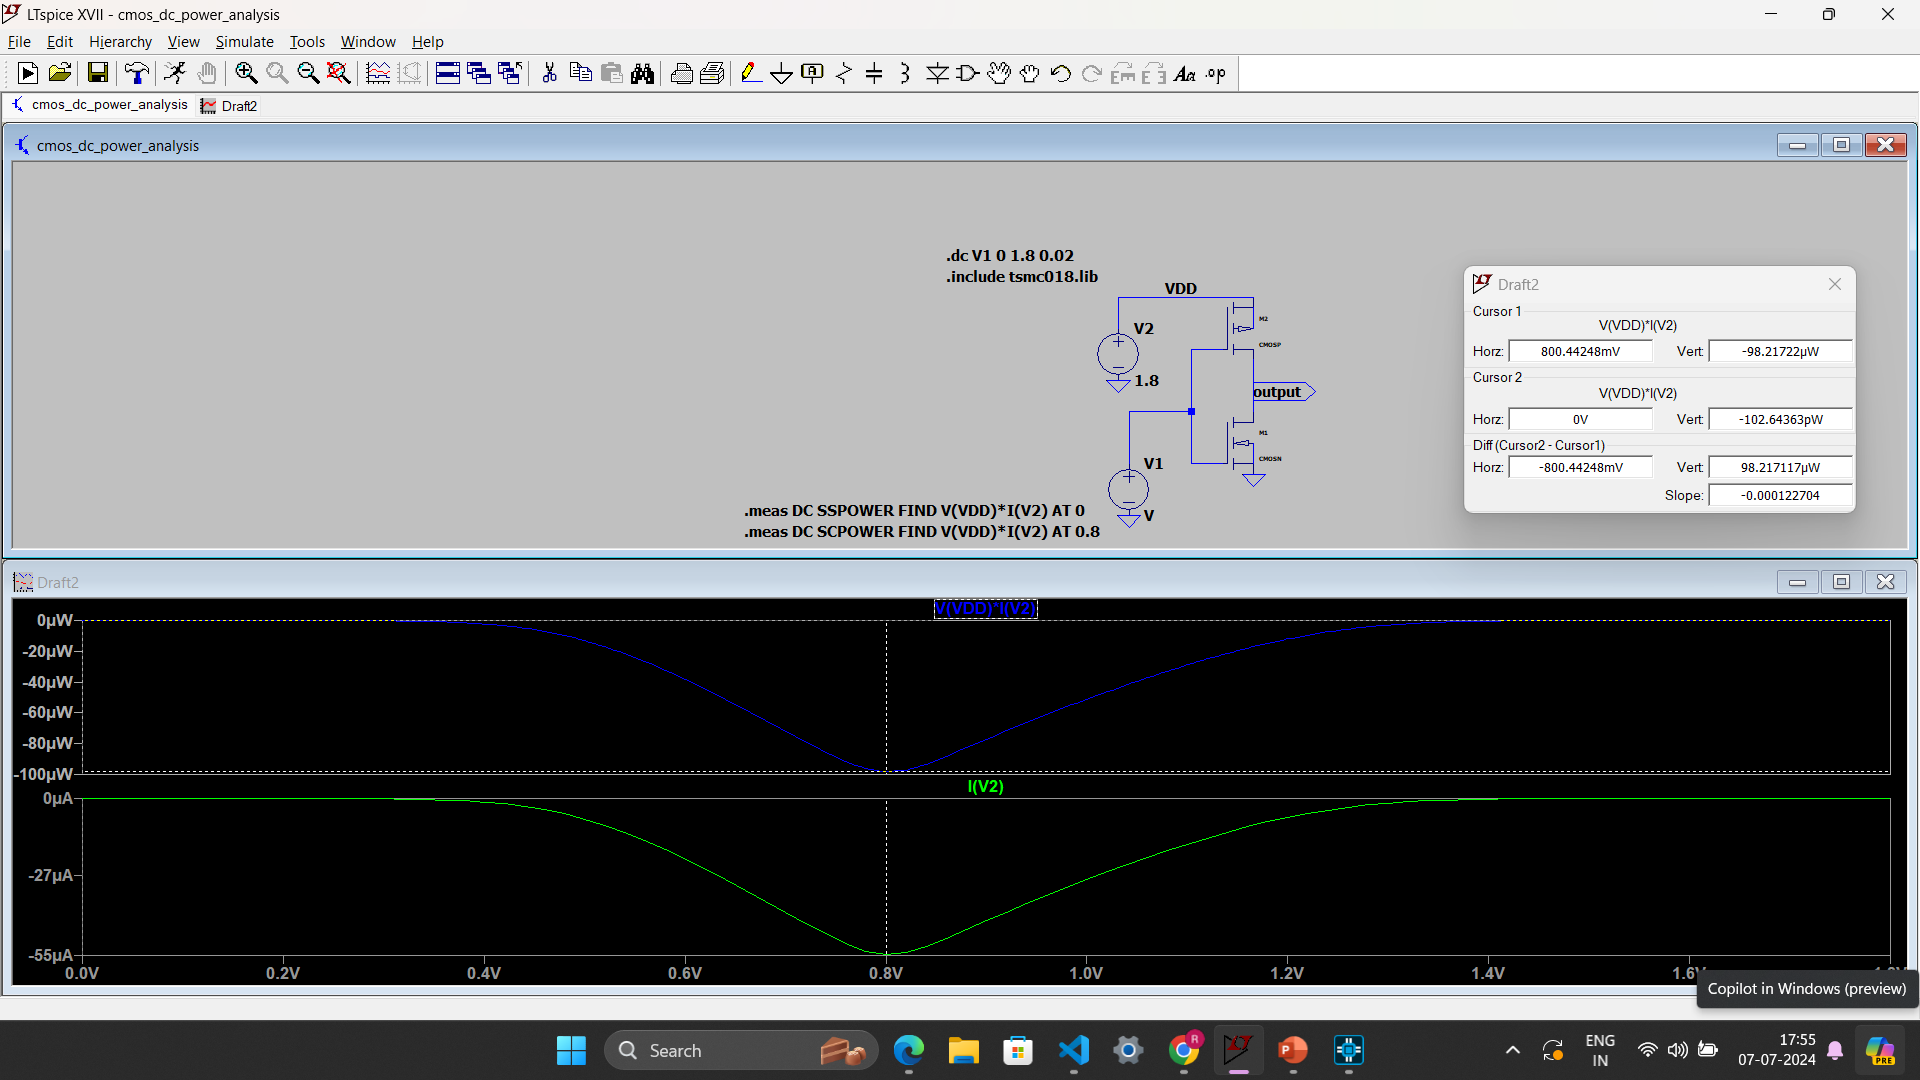 LTspice XVII - cmos_dc_power_analysis
File Edit Hierarchy View Simulate Tools Window Help
.op
cmos_dc_power_analysis Draft2
cmos_dc_power_analysis
.dc V1 0 1.8 0.02
.include tsmc018.lib
VDD
V2
1.8
M2
CMOSP
output
M1
CMOSN
V1
V
.meas DC SSPOWER FIND V(VDD)*I(V2) AT 0
.meas DC SCPOWER FIND V(VDD)*I(V2) AT 0.8
Draft2
Cursor 1
V(VDD)*I(V2)
Horz: 800.44248mV Vert: -98.21722µW
Cursor 2
V(VDD)*I(V2)
Horz: 0V Vert: -102.64363pW
Diff (Cursor2 - Cursor1)
Horz: -800.44248mV Vert: 98.217117µW
Slope: -0.000122704
Draft2
V(VDD)*I(V2)
0µW
-20µW
-40µW
-60µW
-80µW
-100µW
I(V2)
0µA
-27µA
-55µA
0.0V 0.2V 0.4V 0.6V 0.8V 1.0V 1.2V 1.4V 1.6V
Copilot in Windows (preview)
Search
R
P
ENG
IN
17:55
07-07-2024
PRE